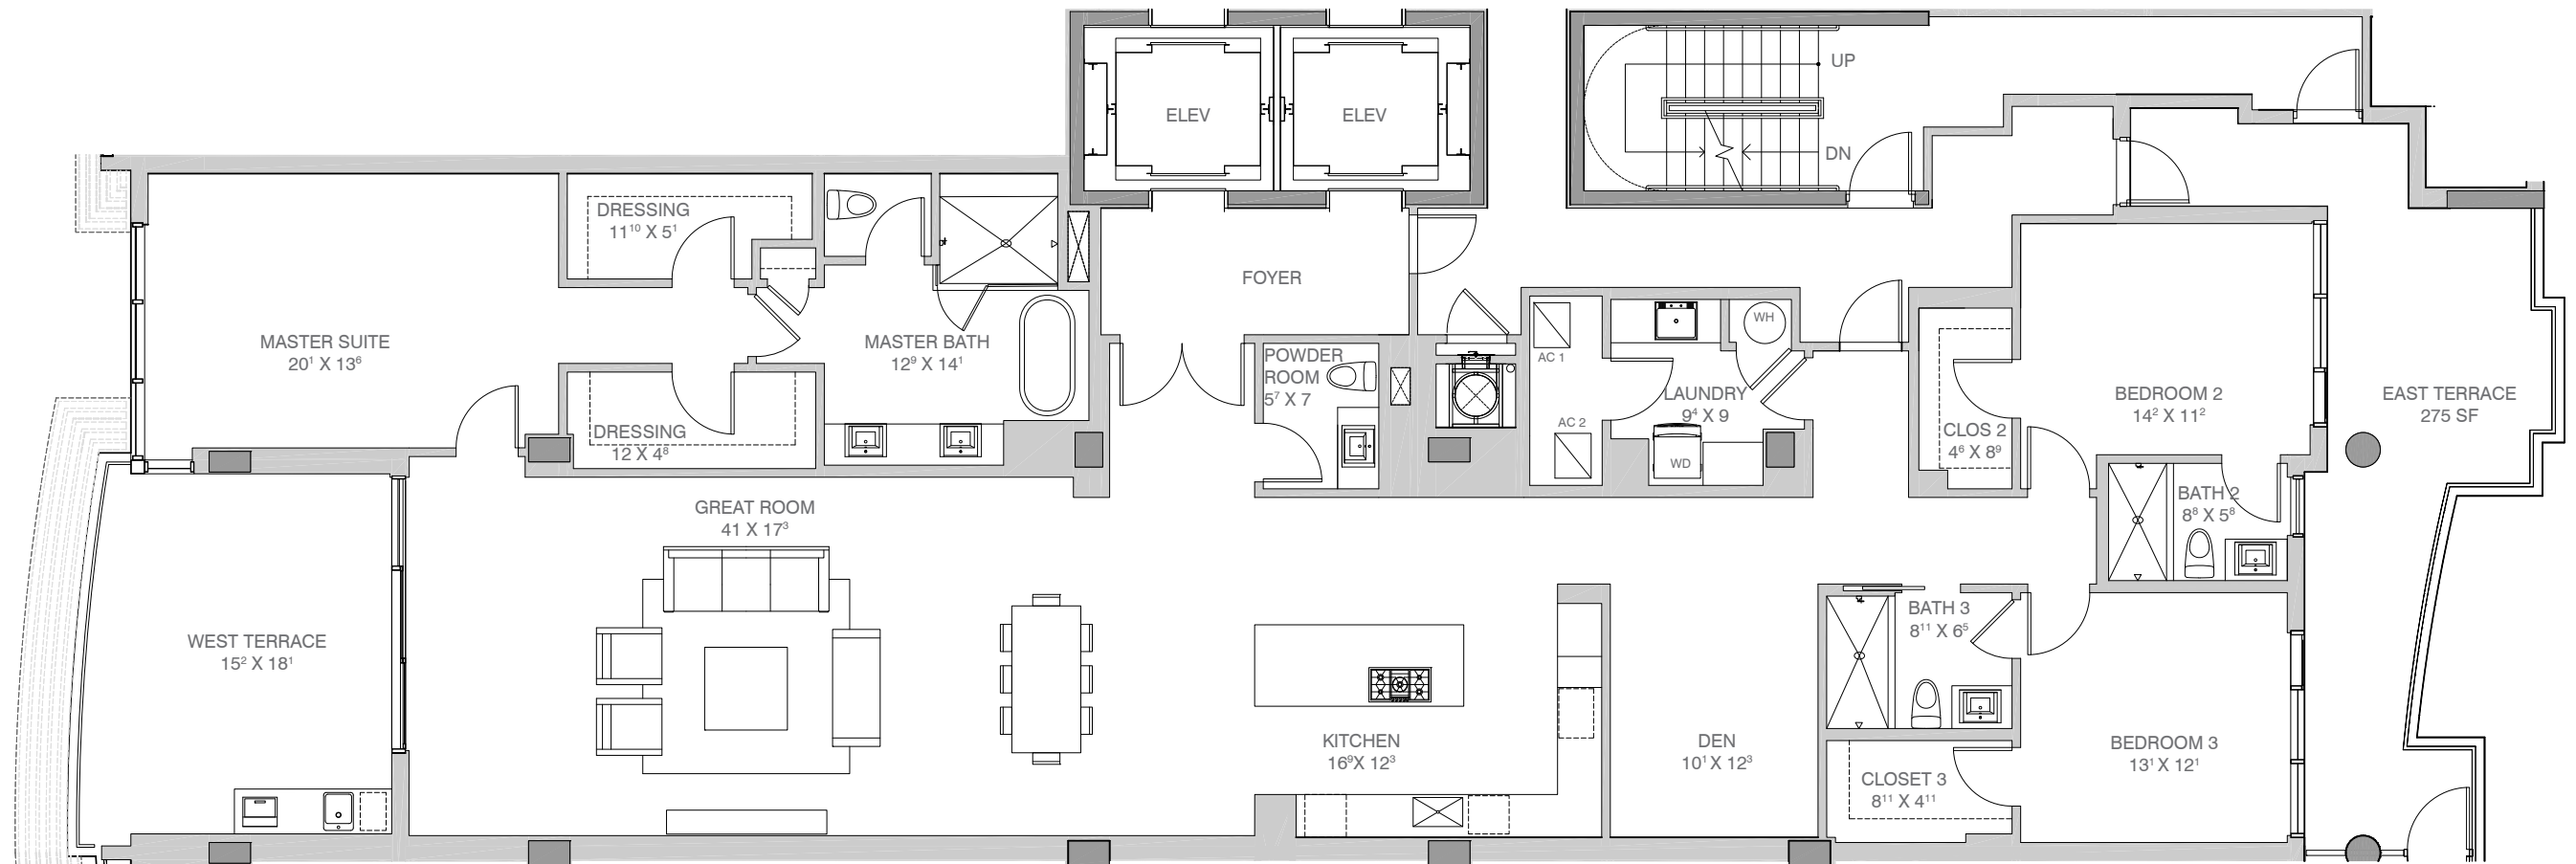 ELEV
ELEV
UP
DN
DRESSING
11¹⁰ X 5¹
FOYER
MASTER SUITE
20¹ X 13⁶
MASTER BATH
12⁹ X 14¹
POWDER
ROOM
5⁷ X 7
AC 1
WH
LAUNDRY
9⁴ X 9
AC 2
WD
DRESSING
12 X 4⁸
CLOS 2
4⁶ X 8⁹
BEDROOM 2
14² X 11²
EAST TERRACE
275 SF
BATH 2
8⁸ X 5⁸
GREAT ROOM
41 X 17³
WEST TERRACE
15² X 18¹
BATH 3
8¹¹ X 6⁵
KITCHEN
16⁹X 12³
DEN
10¹ X 12³
CLOSET 3
8¹¹ X 4¹¹
BEDROOM 3
13¹ X 12¹